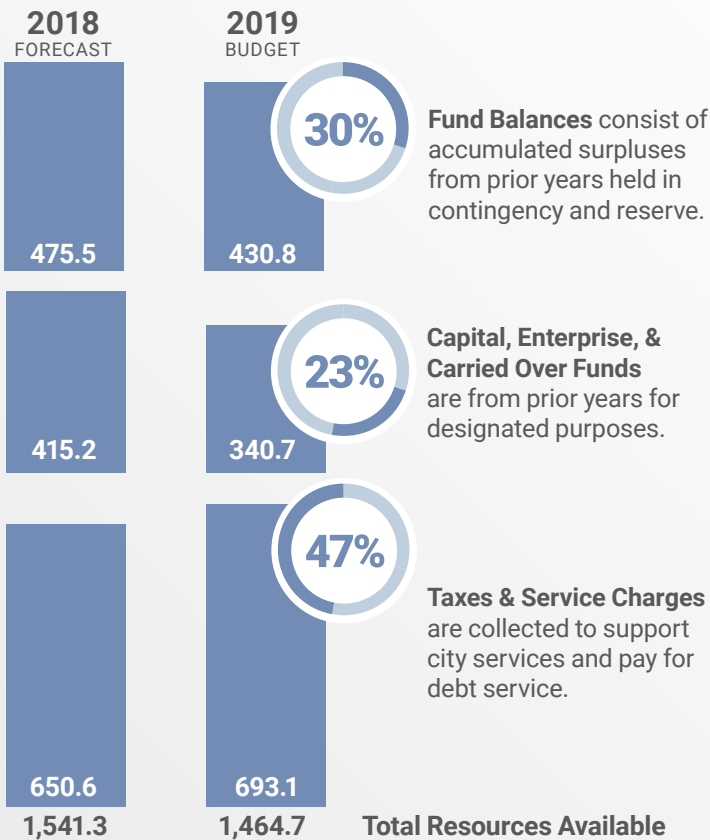 2018
FORECAST
2019
BUDGET
475.5
430.8
30%
Fund Balances consist of
accumulated surpluses
from prior years held in
contingency and reserve.
415.2
340.7
23%
Capital, Enterprise, &
Carried Over Funds
are from prior years for
designated purposes.
650.6
693.1
47%
Taxes & Service Charges
are collected to support
city services and pay for
debt service.
1,541.3
1,464.7
Total Resources Available